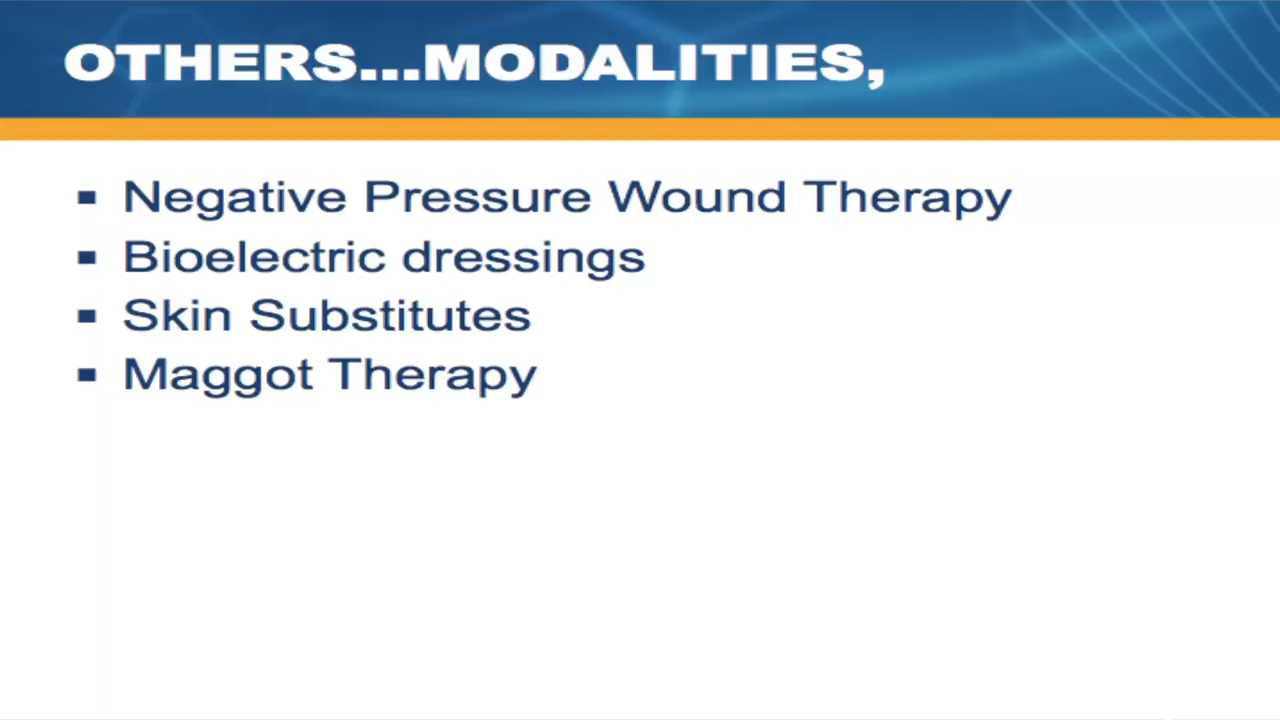 OTHERS...MODALITIES,
▪ Negative Pressure Wound Therapy
▪ Bioelectric dressings
▪ Skin Substitutes
▪ Maggot Therapy